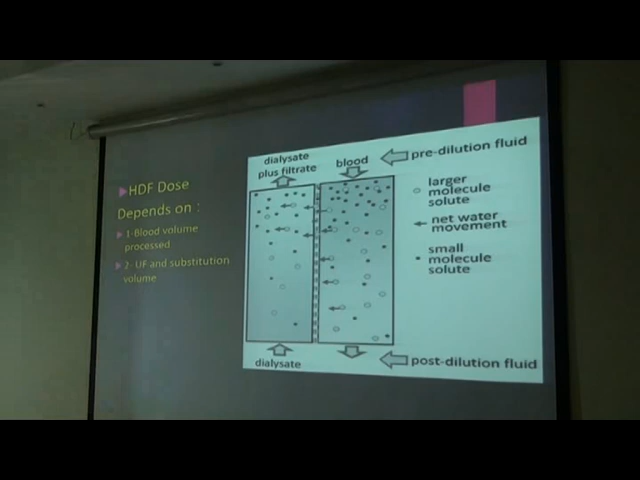 HDF Dose
Depends on :
1-Blood volume
processed
2- UF and substitution
volume
dialysate
plus filtrate
blood
pre-dilution fluid
larger
molecule
solute
net water
movement
small
molecule
solute
dialysate
post-dilution fluid